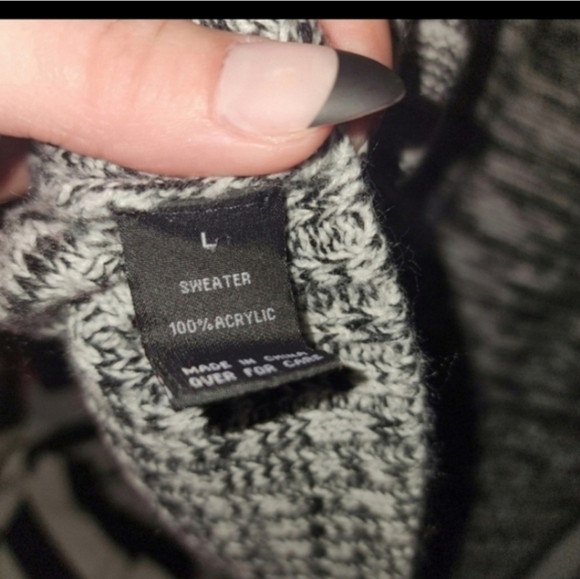 L
SWEATER
100% ACRYLIC
MADE IN CHINA
OVER FOR CARE